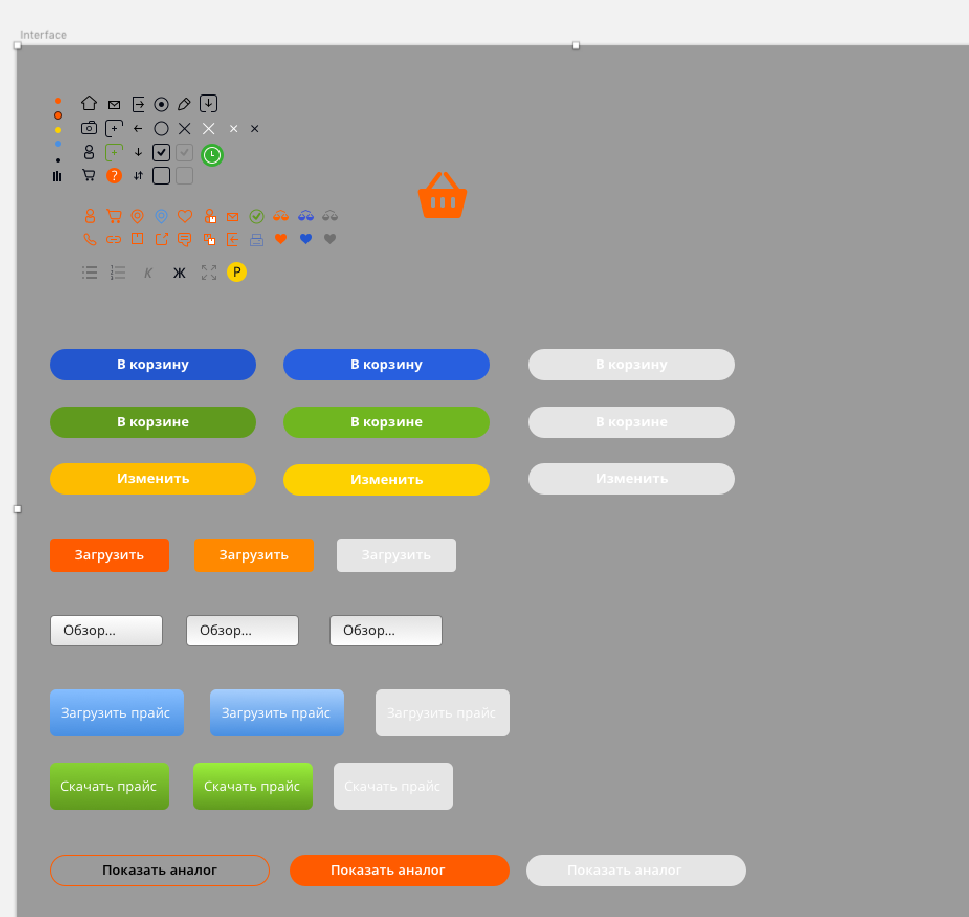 Interface
?
К Ж Р
В корзину В корзину В корзину
В корзине В корзине В корзине
Изменить Изменить Изменить
Загрузить Загрузить Загрузить
Обзор... Обзор... Обзор...
Загрузить прайс Загрузить прайс Загрузить прайс
Скачать прайс Скачать прайс Скачать прайс
Показать аналог Показать аналог Показать аналог